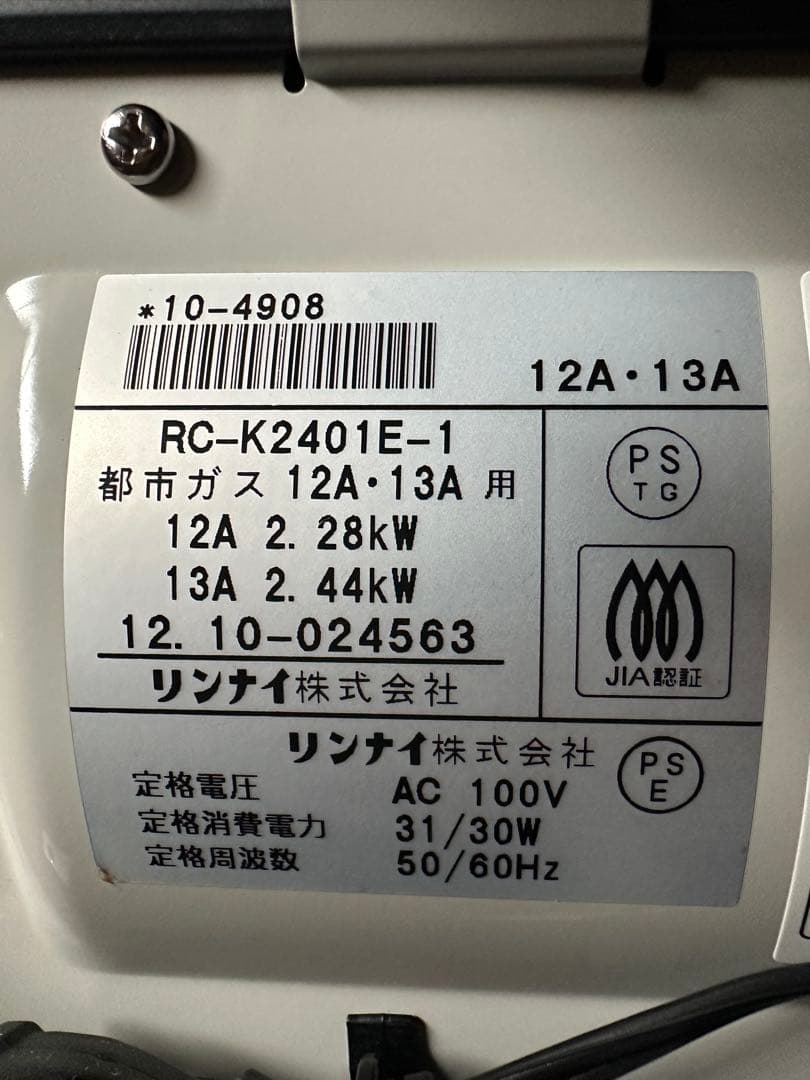 *10-4908
12A・13A
RC-K2401E-1
都市ガス 12A・13A 用
12A 2.28kW
13A 2.44kW
12.10-024563
リンナイ株式会社
PS
TG
JIA認証
リンナイ株式会社
定格電圧 AC 100V
定格消費電力 31/30W
定格周波数 50/60Hz
PS
E